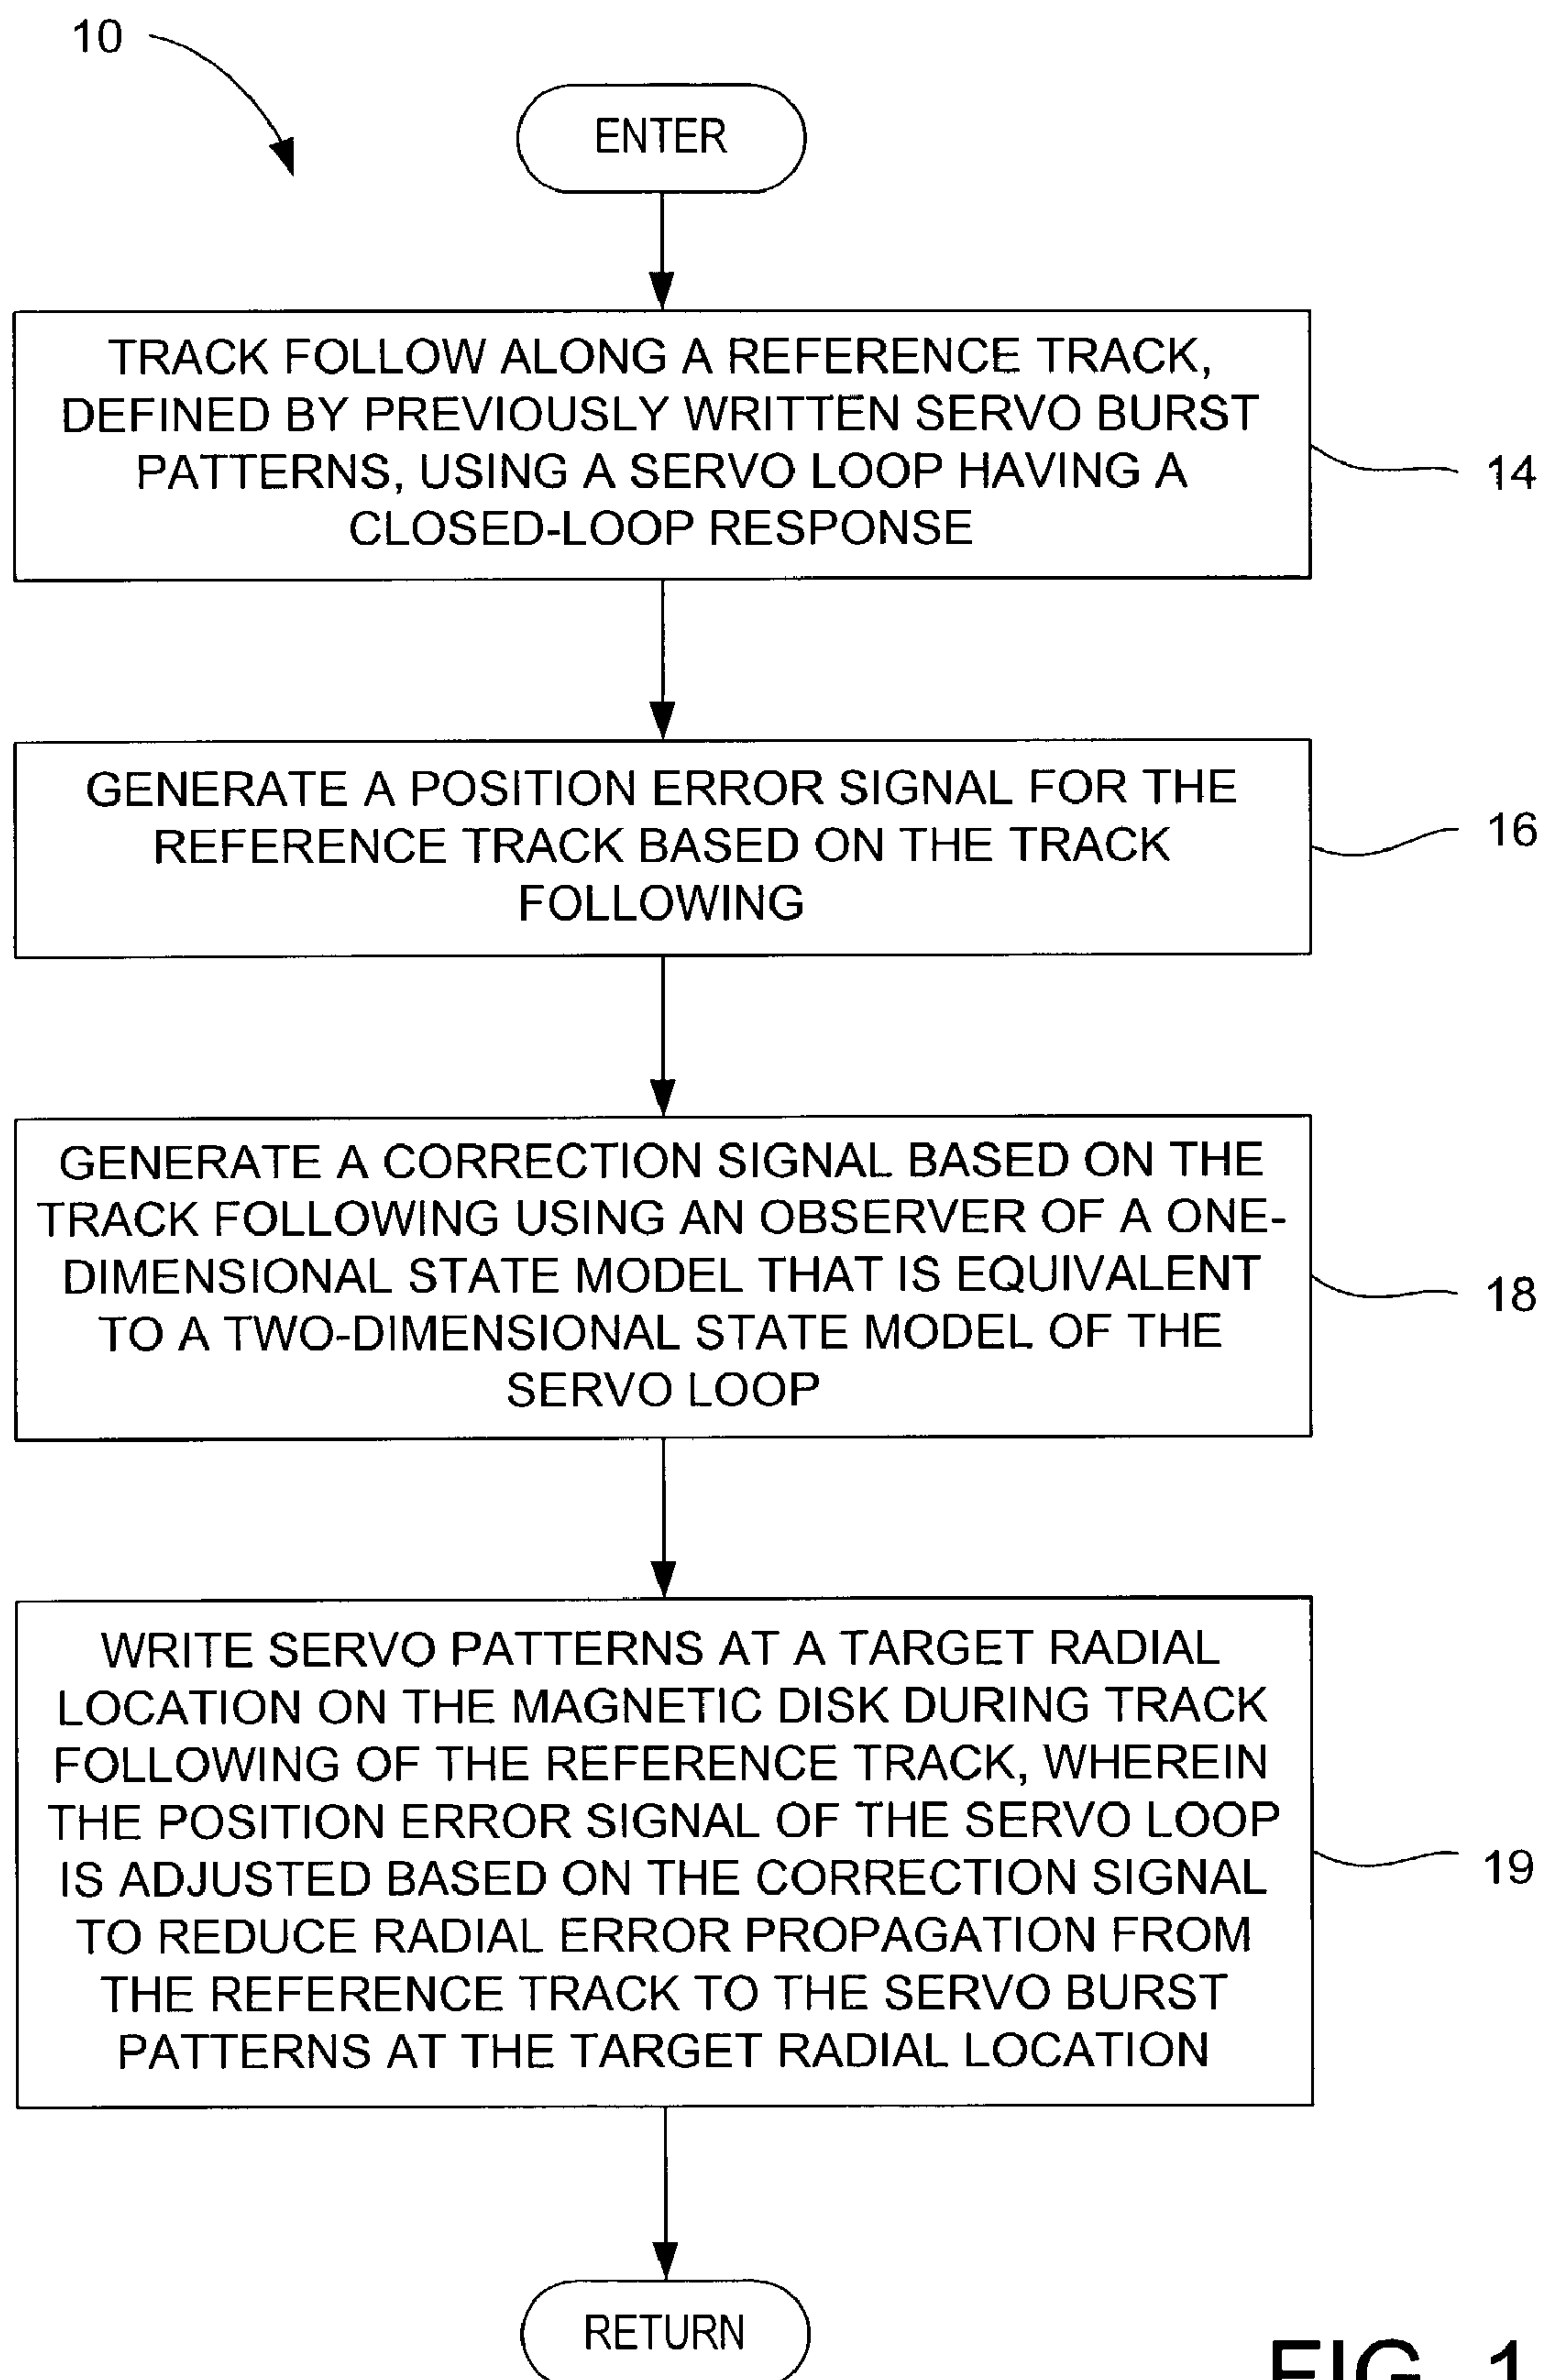 10
ENTER
TRACK FOLLOW ALONG A REFERENCE TRACK,
DEFINED BY PREVIOUSLY WRITTEN SERVO BURST
PATTERNS, USING A SERVO LOOP HAVING A
CLOSED-LOOP RESPONSE
14
GENERATE A POSITION ERROR SIGNAL FOR THE
REFERENCE TRACK BASED ON THE TRACK
FOLLOWING
16
GENERATE A CORRECTION SIGNAL BASED ON THE
TRACK FOLLOWING USING AN OBSERVER OF A ONE-
DIMENSIONAL STATE MODEL THAT IS EQUIVALENT
TO A TWO-DIMENSIONAL STATE MODEL OF THE
SERVO LOOP
18
WRITE SERVO PATTERNS AT A TARGET RADIAL
LOCATION ON THE MAGNETIC DISK DURING TRACK
FOLLOWING OF THE REFERENCE TRACK, WHEREIN
THE POSITION ERROR SIGNAL OF THE SERVO LOOP
IS ADJUSTED BASED ON THE CORRECTION SIGNAL
TO REDUCE RADIAL ERROR PROPAGATION FROM
THE REFERENCE TRACK TO THE SERVO BURST
PATTERNS AT THE TARGET RADIAL LOCATION
19
RETURN
FIG. 1